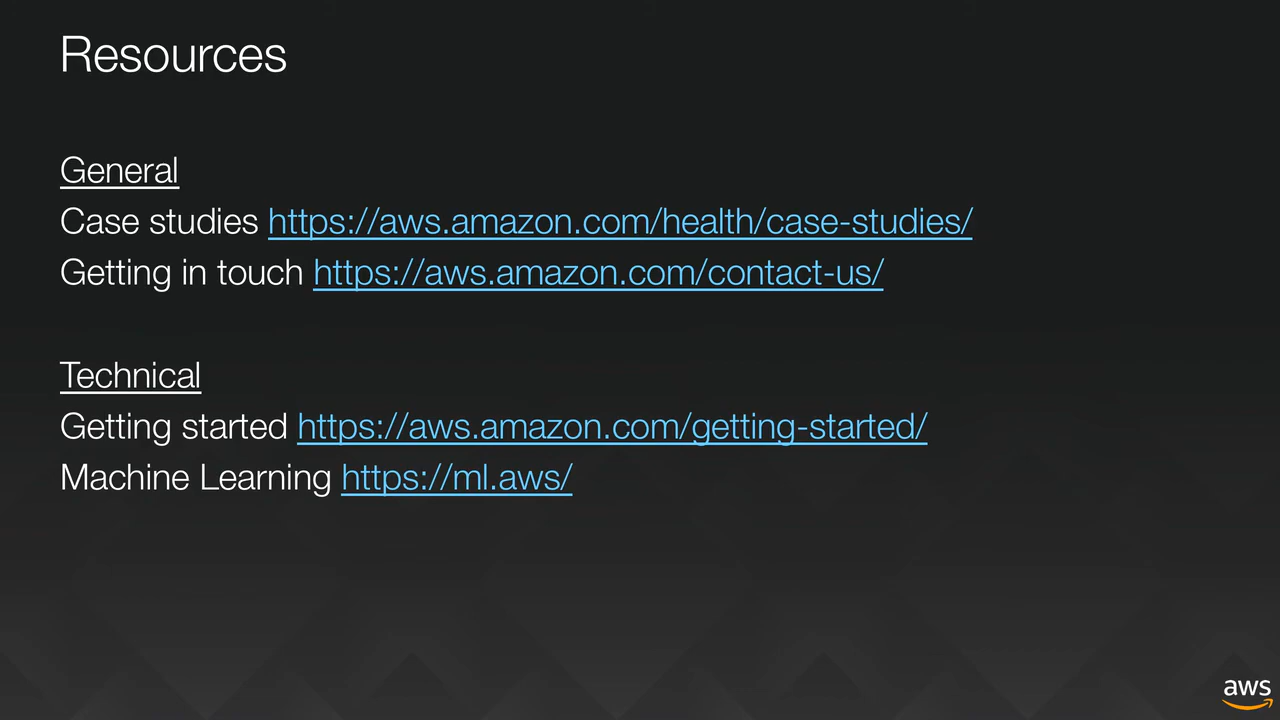 Resources
General
Case studies https://aws.amazon.com/health/case-studies/
Getting in touch https://aws.amazon.com/contact-us/
Technical
Getting started https://aws.amazon.com/getting-started/
Machine Learning https://ml.aws/
aws